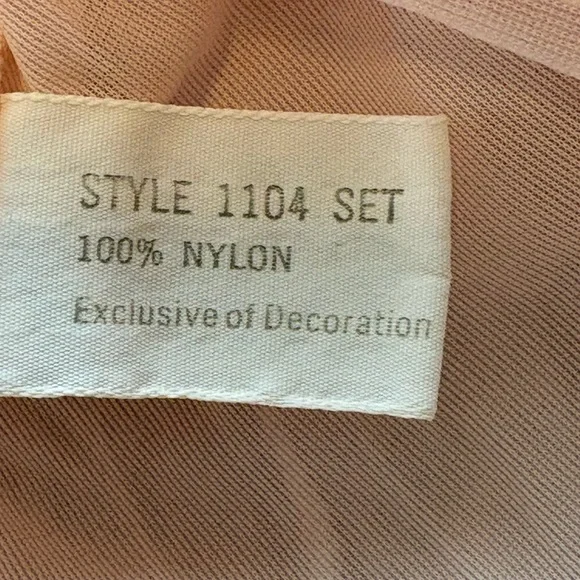 STYLE 1104 SET
100% NYLON
Exclusive of Decoration